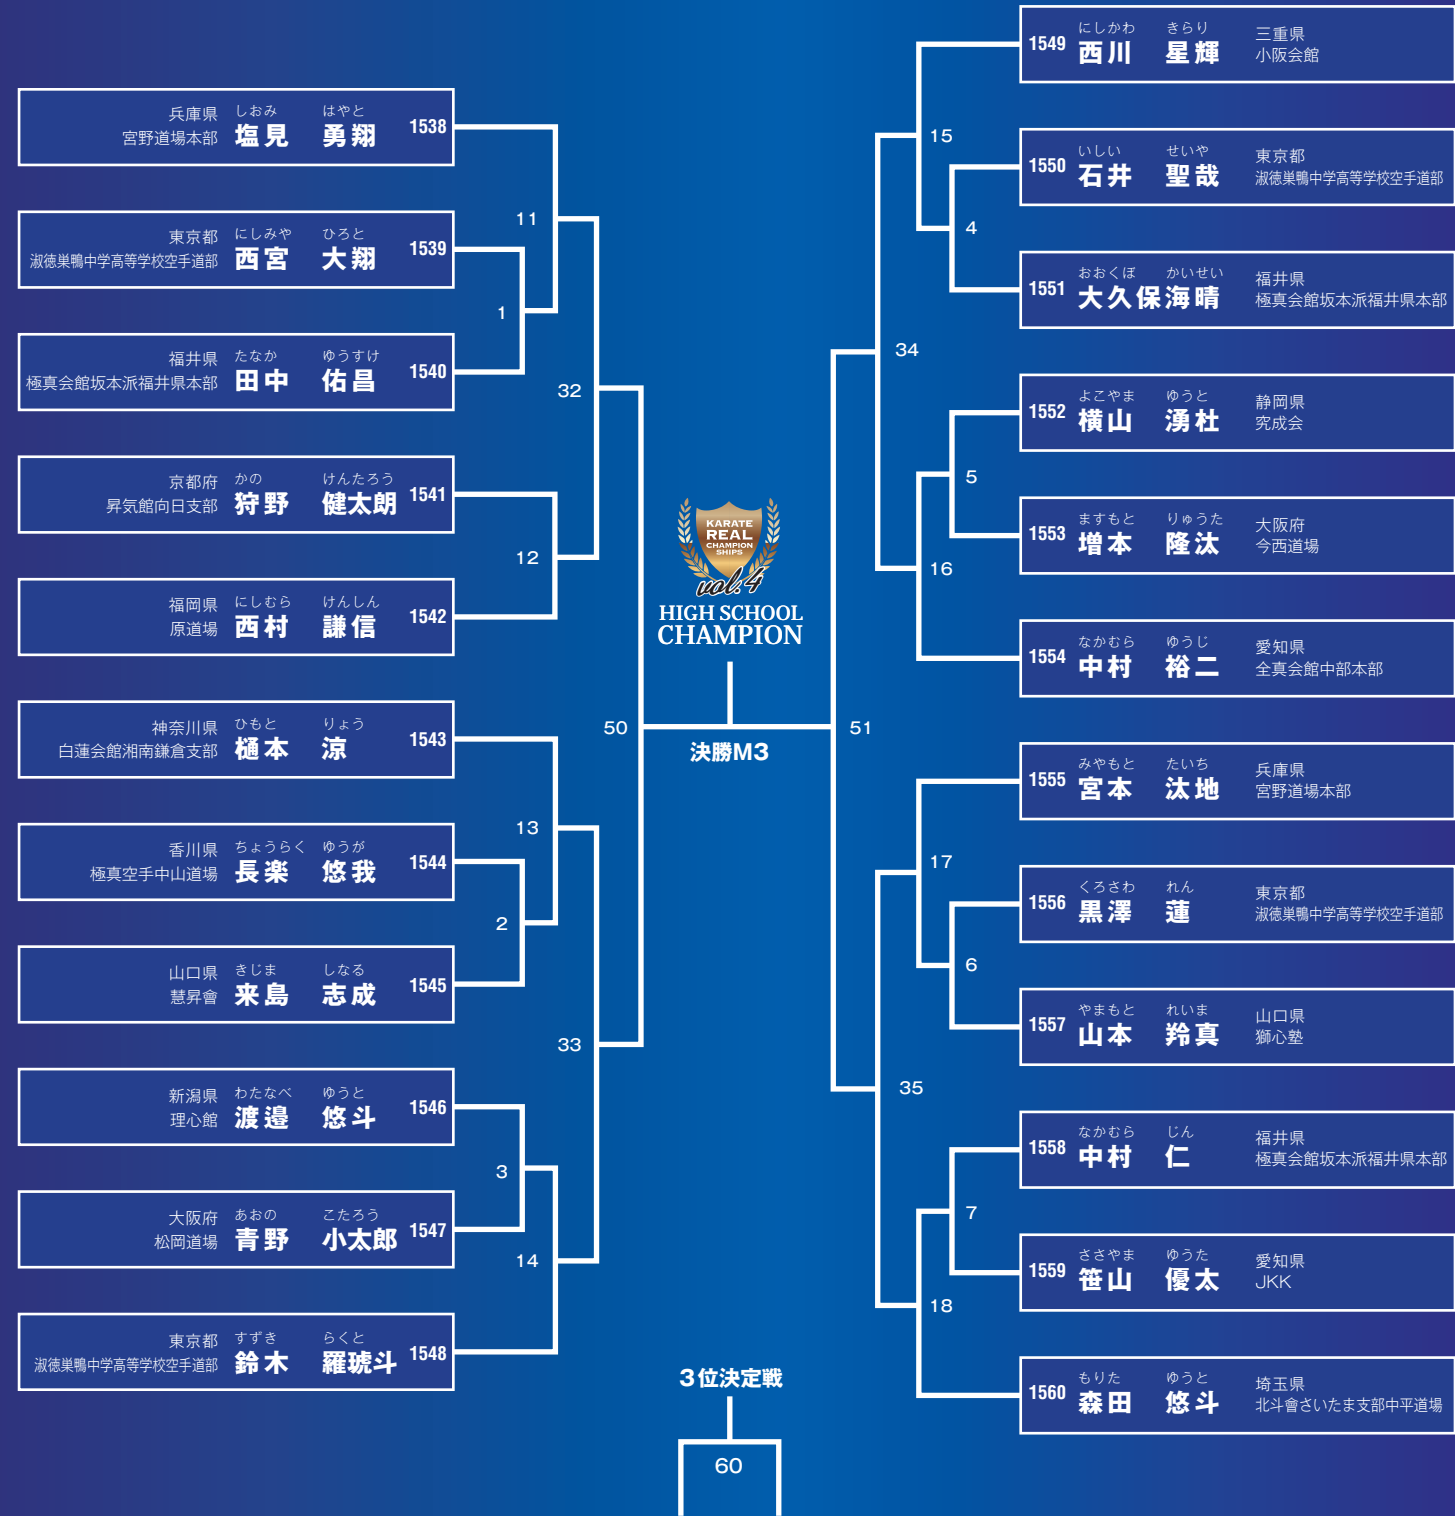 兵庫県 しおみ はやと
宮野道場本部 塩見 勇翔 1538
東京都 にしみや ひろと
淑徳巣鴨中学高等学校空手道部 西宮 大翔 1539
福井県 たなか ゆうすけ
極真会館坂本派福井県本部 田中 佑昌 1540
京都府 かの けんたろう
昇気館向日支部 狩野 健太朗 1541
福岡県 にしむら けんしん
原道場 西村 謙信 1542
神奈川県 ひもと りょう
白蓮会館湘南鎌倉支部 樋本 涼 1543
香川県 ちょうらく ゆうが
極真空手中山道場 長楽 悠我 1544
山口県 きじま しなる
慧昇會 来島 志成 1545
新潟県 わたなべ ゆうと
理心館 渡邉 悠斗 1546
大阪府 あおの こたろう
松岡道場 青野 小太郎 1547
東京都 すずき らくと
淑徳巣鴨中学高等学校空手道部 鈴木 羅琥斗 1548
11
1
32
12
50
13
2
33
3
14
KARATE
REAL
CHAMPION
SHIPS
vol.4
HIGH SCHOOL
CHAMPION
決勝M3
3位決定戦
60
15
4
34
5
16
51
17
6
35
7
18
にしかわ きらり 三重県
1549 西川 星輝 小阪会館
いしい せいや 東京都
1550 石井 聖哉 淑徳巣鴨中学高等学校空手道部
おおくぼ かいせい 福井県
1551 大久保海晴 極真会館坂本派福井県本部
よこやま ゆうと 静岡県
1552 横山 湧杜 究成会
ますもと りゅうた 大阪府
1553 増本 隆汰 今西道場
なかむら ゆうじ 愛知県
1554 中村 裕二 全真会館中部本部
みやもと たいち 兵庫県
1555 宮本 汰地 宮野道場本部
くろさわ れん 東京都
1556 黒澤 蓮 淑徳巣鴨中学高等学校空手道部
やまもと れいま 山口県
1557 山本 羚真 獅心塾
なかむら じん 福井県
1558 中村 仁 極真会館坂本派福井県本部
ささやま ゆうた 愛知県
1559 笹山 優太 JKK
もりた ゆうと 埼玉県
1560 森田 悠斗 北斗會さいたま支部中平道場